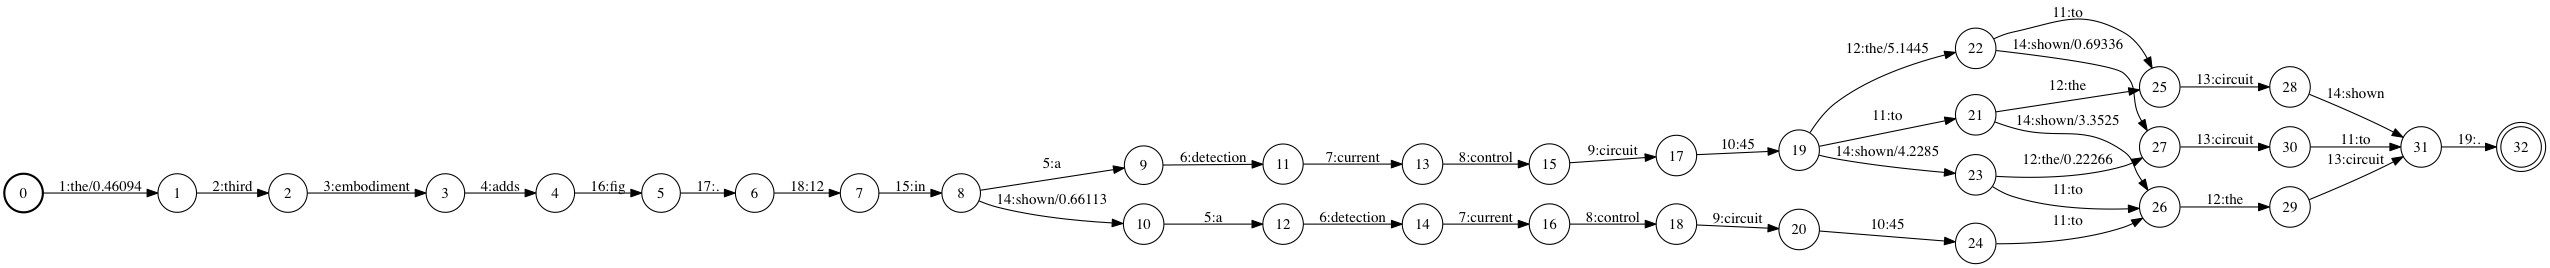 0 1:the/0.46094 1 2:third 2 3:embodiment 3 4:adds 4 16:fig 5 17:. 6 18:12 7 15:in 8
5:a 9 6:detection 11 7:current 13 8:control 15 9:circuit 17 10:45 19
14:shown/0.66113 10 5:a 12 6:detection 14 7:current 16 8:control 18 9:circuit 20 10:45 24 11:to
12:the/5.1445 22 11:to
14:shown/0.69336
11:to 21 12:the 25 13:circuit 28 14:shown
14:shown/3.3525
14:shown/4.2285 23 12:the/0.22266 27 13:circuit 30 11:to 31 19:. 32
11:to 26 12:the 29 13:circuit